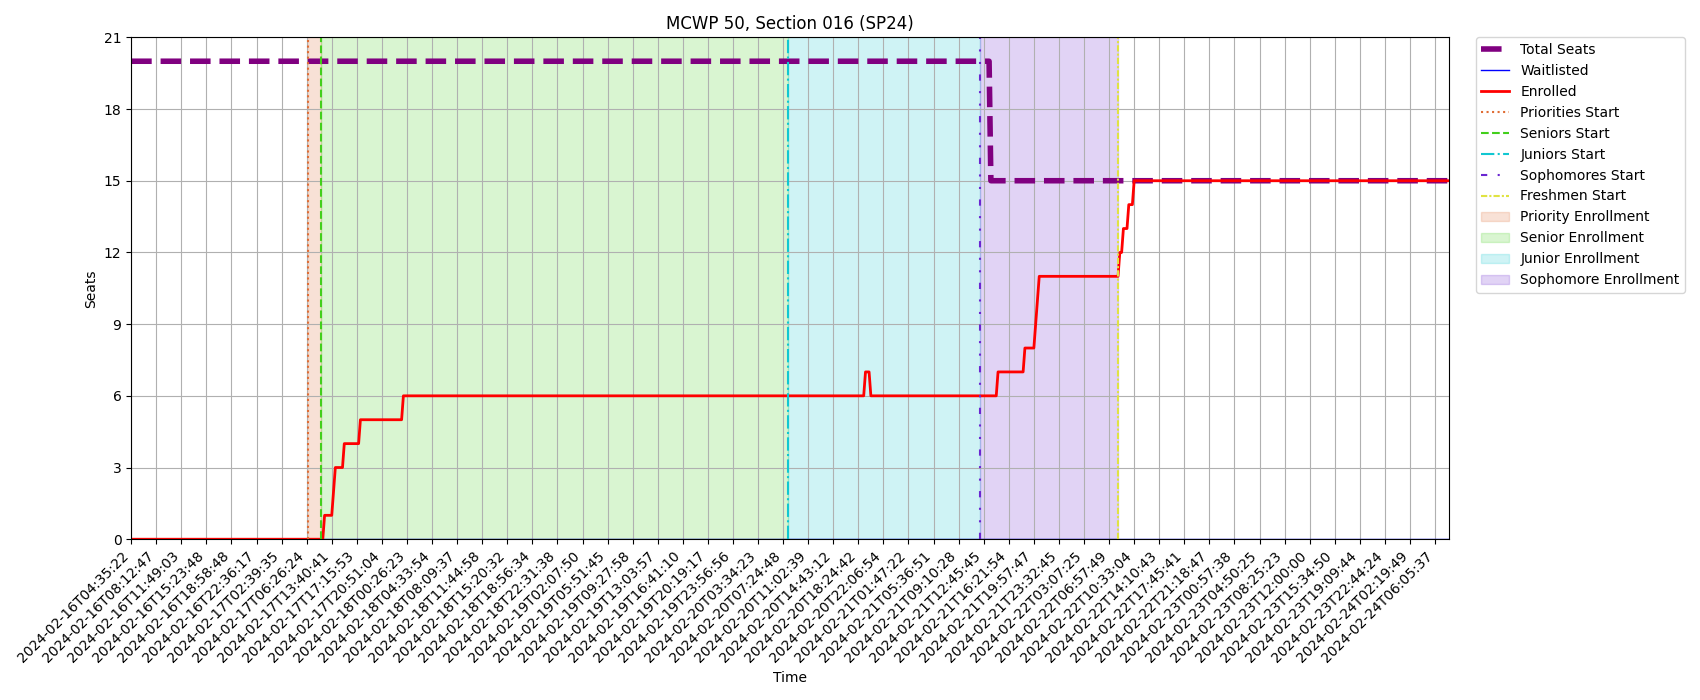 MCWP 50, Section 016 (SP24)
21
18
15
12
9
6
3
0
Seats
2024-02-16T04:35:22
2024-02-16T08:12:47
2024-02-16T11:49:03
2024-02-16T15:23:48
2024-02-16T18:58:48
2024-02-16T22:36:17
2024-02-17T02:39:35
2024-02-17T06:26:24
2024-02-17T13:40:41
2024-02-17T17:15:53
2024-02-17T20:51:04
2024-02-18T00:26:23
2024-02-18T04:33:54
2024-02-18T08:09:37
2024-02-18T11:44:58
2024-02-18T15:20:32
2024-02-18T18:56:34
2024-02-18T22:31:38
2024-02-19T02:07:50
2024-02-19T05:51:45
2024-02-19T09:27:58
2024-02-19T13:03:57
2024-02-19T16:41:10
2024-02-19T20:19:17
2024-02-19T23:56:56
2024-02-20T03:34:23
2024-02-20T07:24:48
2024-02-20T11:02:39
2024-02-20T14:43:12
2024-02-20T18:24:42
2024-02-20T22:06:54
2024-02-21T01:47:22
2024-02-21T05:36:51
2024-02-21T09:10:28
2024-02-21T12:45:45
2024-02-21T16:21:54
2024-02-21T19:57:47
2024-02-21T23:32:45
2024-02-22T03:07:25
2024-02-22T06:57:49
2024-02-22T10:33:04
2024-02-22T14:10:43
2024-02-22T17:45:41
2024-02-22T21:18:47
2024-02-23T00:57:38
2024-02-23T04:50:25
2024-02-23T08:25:23
2024-02-23T12:00:00
2024-02-23T15:34:50
2024-02-23T19:09:44
2024-02-23T22:44:24
2024-02-24T02:19:49
2024-02-24T06:05:37
Time
Total Seats
Waitlisted
Enrolled
Priorities Start
Seniors Start
Juniors Start
Sophomores Start
Freshmen Start
Priority Enrollment
Senior Enrollment
Junior Enrollment
Sophomore Enrollment